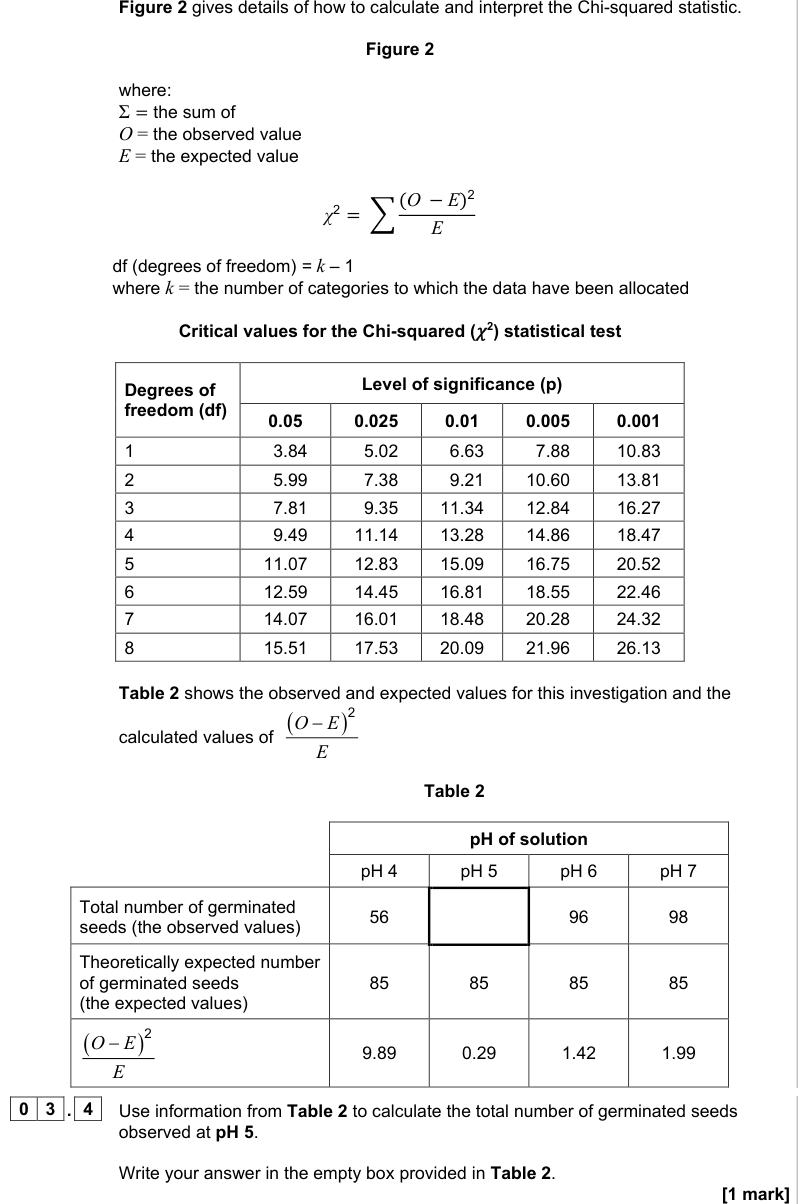 Figure 2 gives details of how to calculate and interpret the Chi-squared statistic.
Figure 2
where:
Σ = the sum of
O = the observed value
E = the expected value
χ² = ∑ (O – E)² / E
df (degrees of freedom) = k – 1
where k = the number of categories to which the data have been allocated
Critical values for the Chi-squared (χ²) statistical test
Degrees of freedom (df) Level of significance (p)
0.05 0.025 0.01 0.005 0.001
1 3.84 5.02 6.63 7.88 10.83
2 5.99 7.38 9.21 10.60 13.81
3 7.81 9.35 11.34 12.84 16.27
4 9.49 11.14 13.28 14.86 18.47
5 11.07 12.83 15.09 16.75 20.52
6 12.59 14.45 16.81 18.55 22.46
7 14.07 16.01 18.48 20.28 24.32
8 15.51 17.53 20.09 21.96 26.13
Table 2 shows the observed and expected values for this investigation and the
calculated values of (O – E)² / E
Table 2
pH of solution
pH 4 pH 5 pH 6 pH 7
Total number of germinated
seeds (the observed values) 56 96 98
Theoretically expected number
of germinated seeds 85 85 85 85
(the expected values)
(O – E)² / E 9.89 0.29 1.42 1.99
0 3 . 4 Use information from Table 2 to calculate the total number of germinated seeds
observed at pH 5.
Write your answer in the empty box provided in Table 2.
[1 mark]